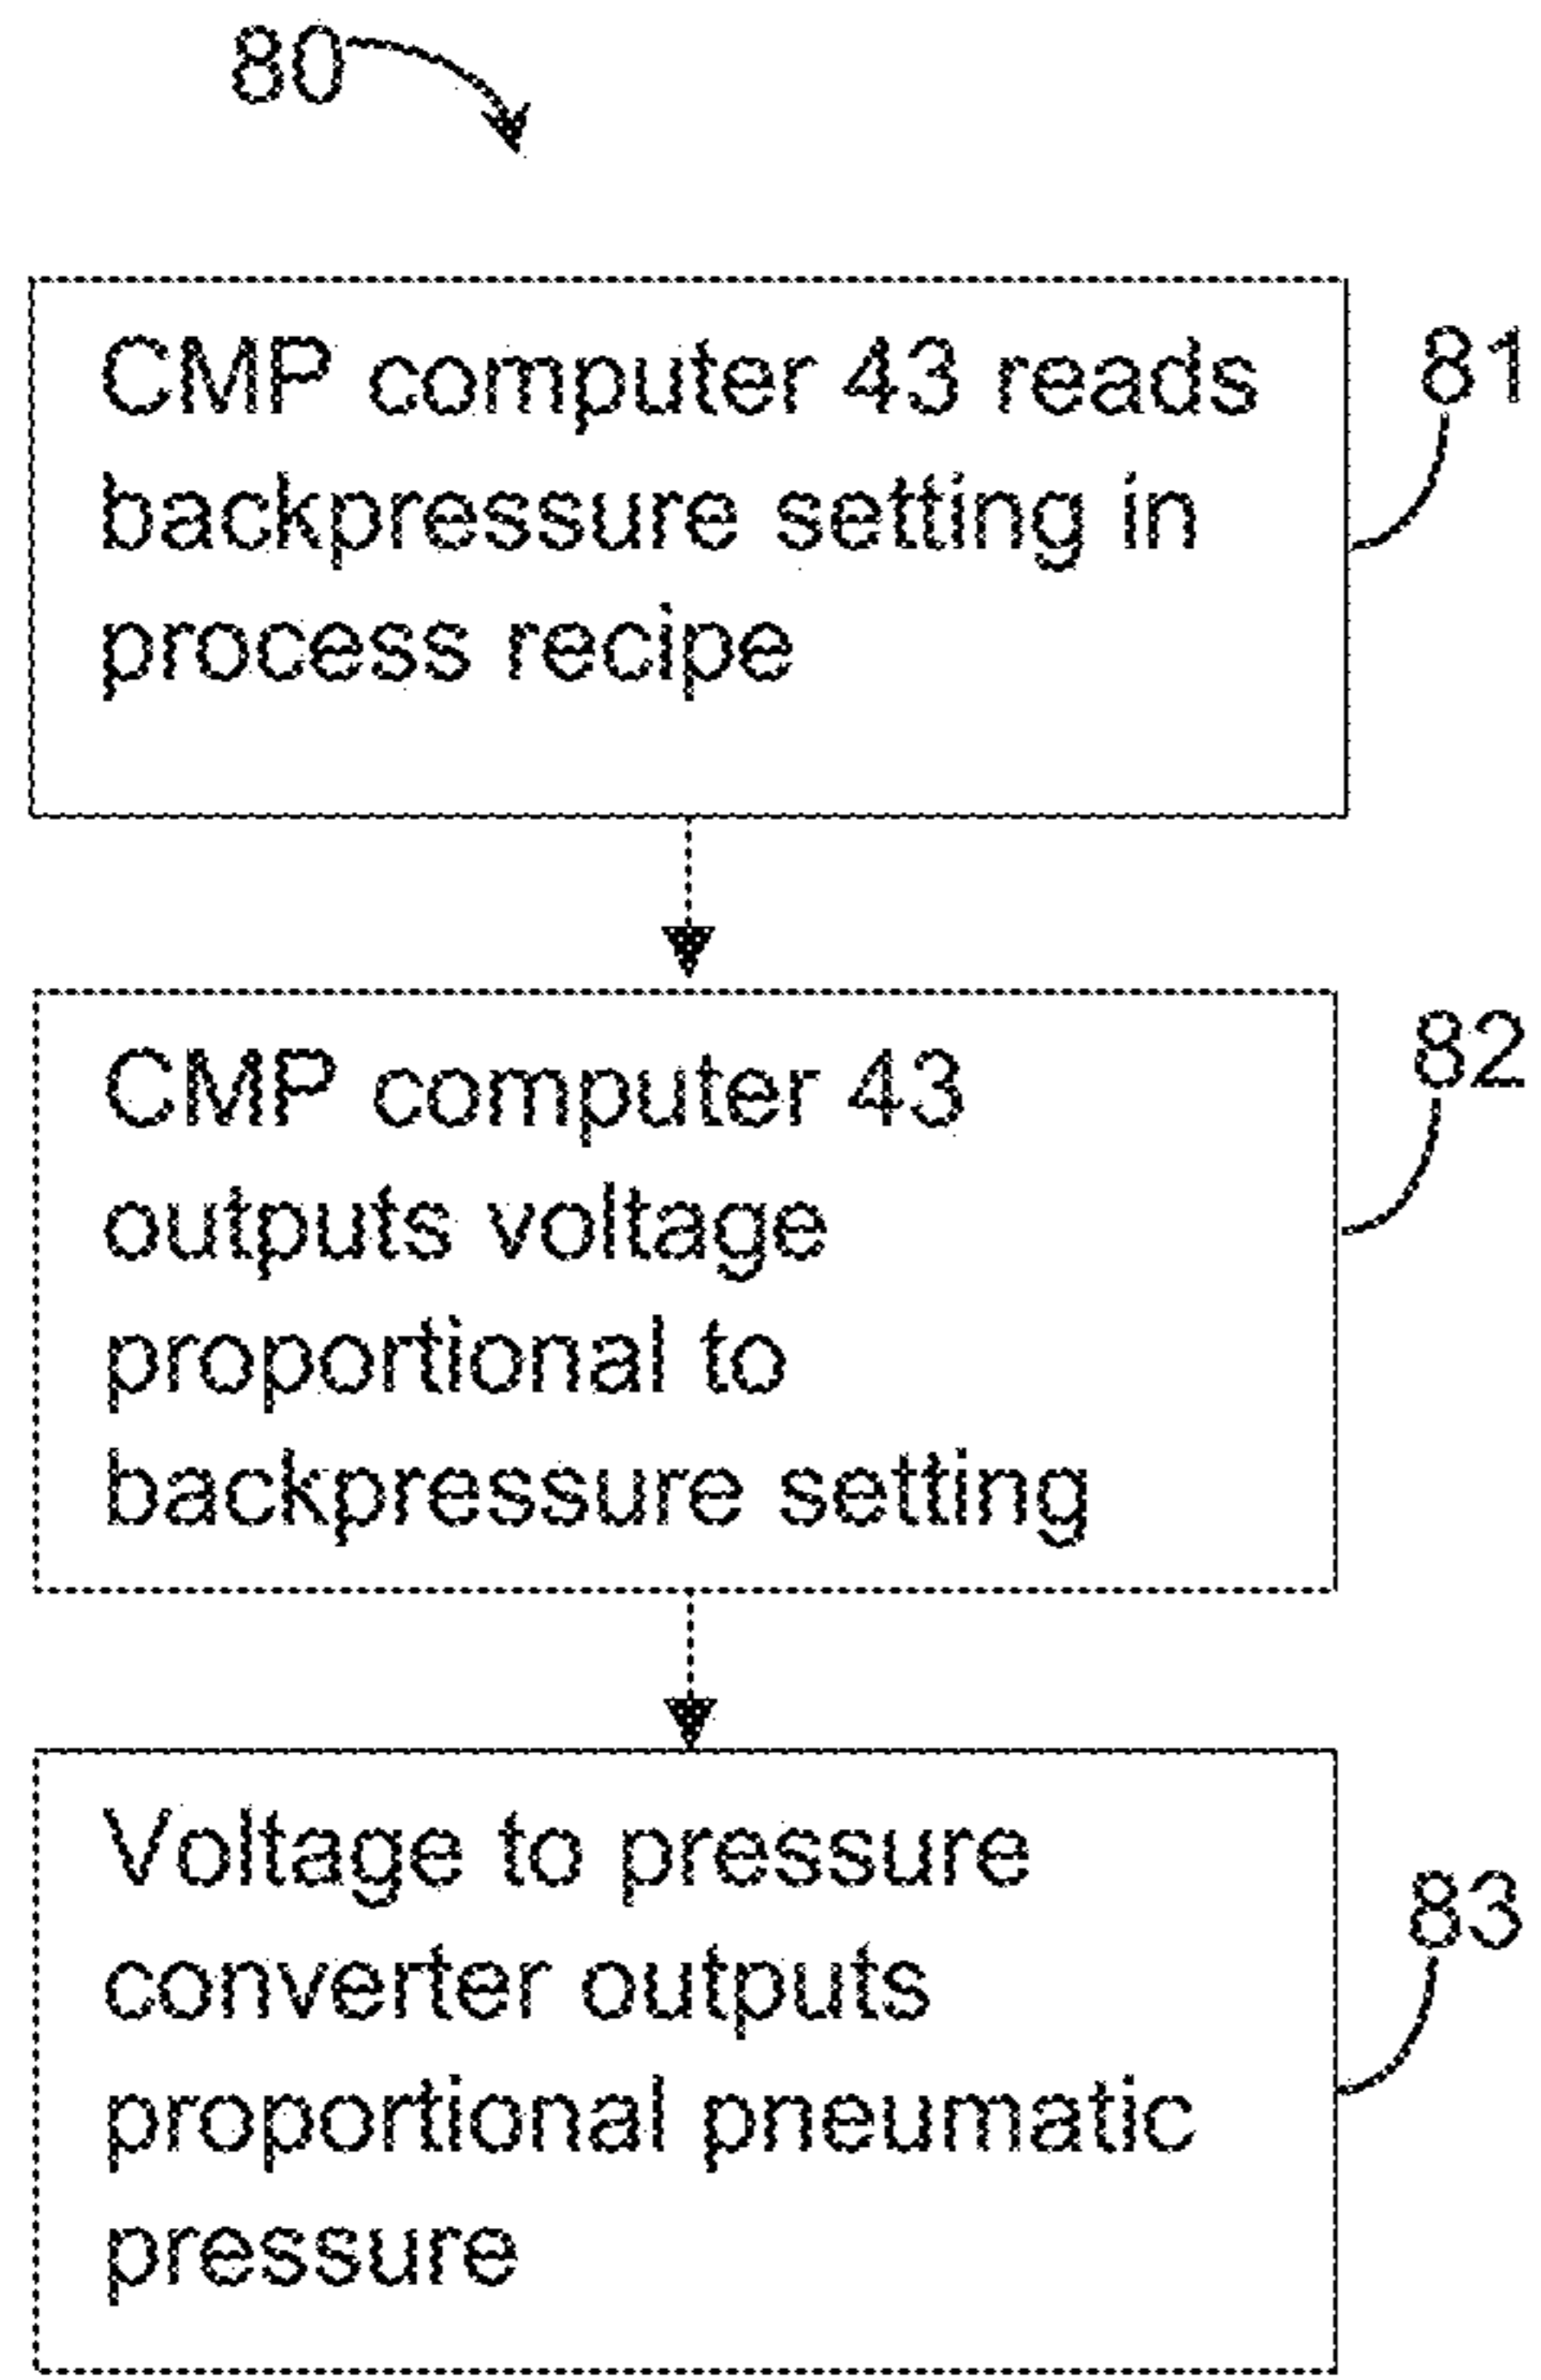 80
CMP computer 43 reads
backpressure setting in
process recipe
81
CMP computer 43
outputs voltage
proportional to
backpressure setting
82
Voltage to pressure
converter outputs
proportional pneumatic
pressure
83